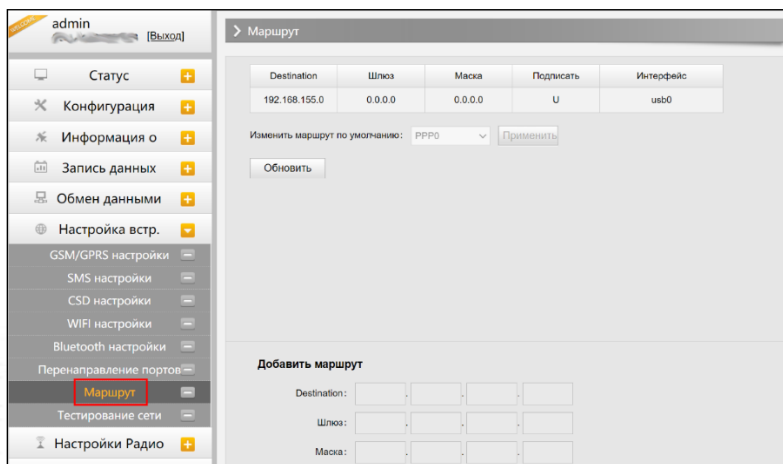 admin
[Выход]
Статус
Конфигурация
Информация о
Запись данных
Обмен данными
Настройка встр.
GSM/GPRS настройки
SMS настройки
CSD настройки
WIFI настройки
Bluetooth настройки
Перенаправление портов
Маршрут
Тестирование сети
Настройки Радио
Маршрут
Destination Шлюз Маска Подписать Интерфейс
192.168.155.0 0.0.0.0 0.0.0.0 U usb0
Изменить маршрут по умолчанию: PPP0 Применить
Обновить
Добавить маршрут
Destination:
Шлюз:
Маска: